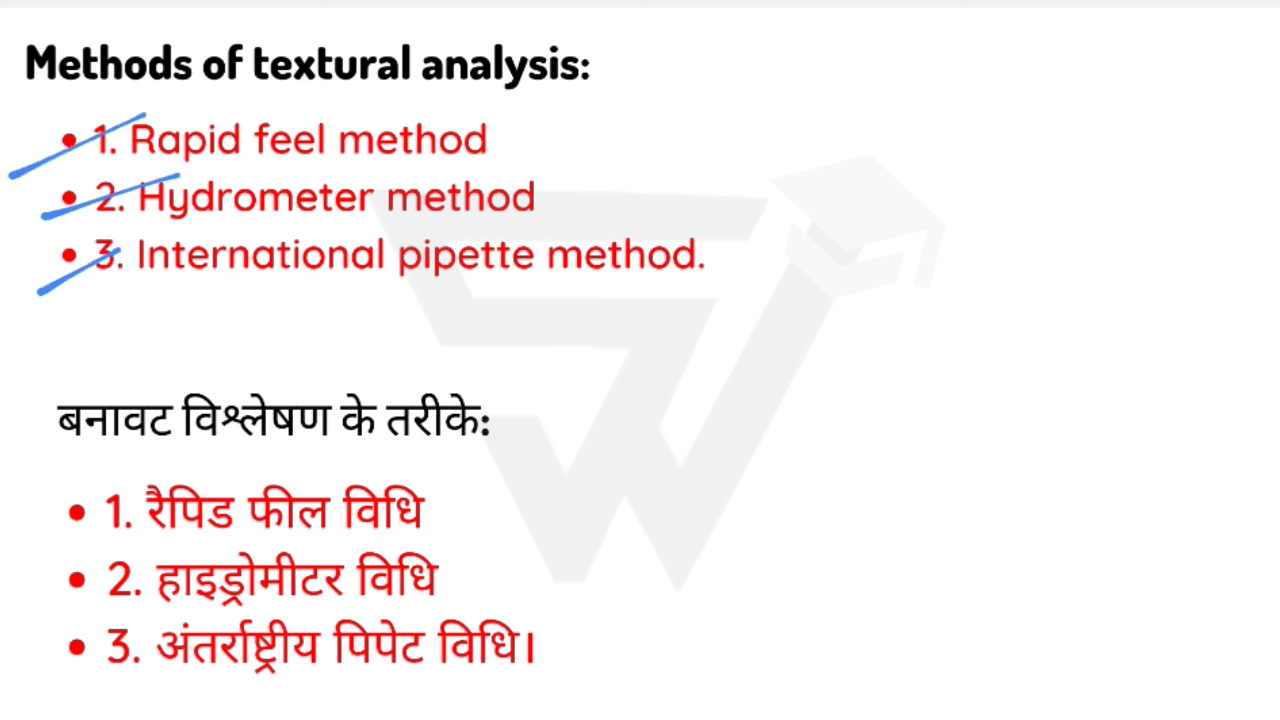 Methods of textural analysis:
• 1. Rapid feel method
• 2. Hydrometer method
• 3. International pipette method.
बनावट विश्लेषण के तरीके:
• 1. रैपिड फील विधि
• 2. हाइड्रोमीटर विधि
• 3. अंतर्राष्ट्रीय पिपेट विधि।